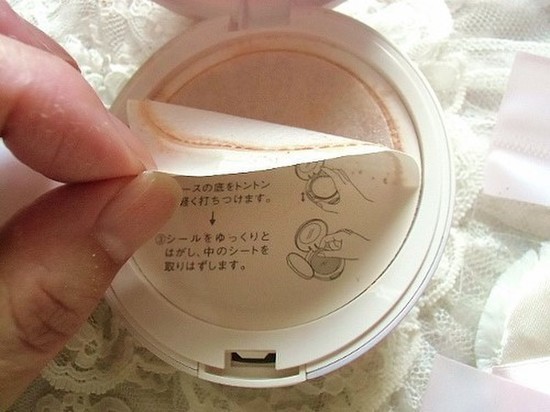 ースの底をトントン
軽く打ちつけます。
↓
③シールをゆっくりと
はがし、中のシートを
取りはずします。